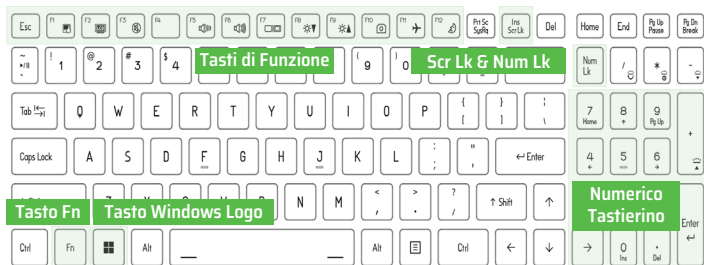 Esc F1 F2 F3 F4 F5 F6 F7 F8 F9 F10 F11 F12 Prt Sc SysRq Ins Scr Lk Del Home End Pg Up Pause Pg Dn Break
~ ` ! 1 @ 2 # 3 $ 4 ( 9 ) 0 Num Lk / * -
Tasti di Funzione
Scr Lk & Num Lk
Tab Q W E R T Y U I O P { [ } ] ¦ \ 7 Home 8 ↑ 9 Pg Up +
Caps Lock A S D F G H J K L : ; " ' ↵ Enter 4 ← 5 6 →
N M < , > . ? / ↑ Shift ↑ Enter ↵
Tasto Fn
Tasto Windows Logo
Numerico
Tastierino
Ctrl Fn Alt Alt Ctrl ← ↓ → 0 Ins . Del